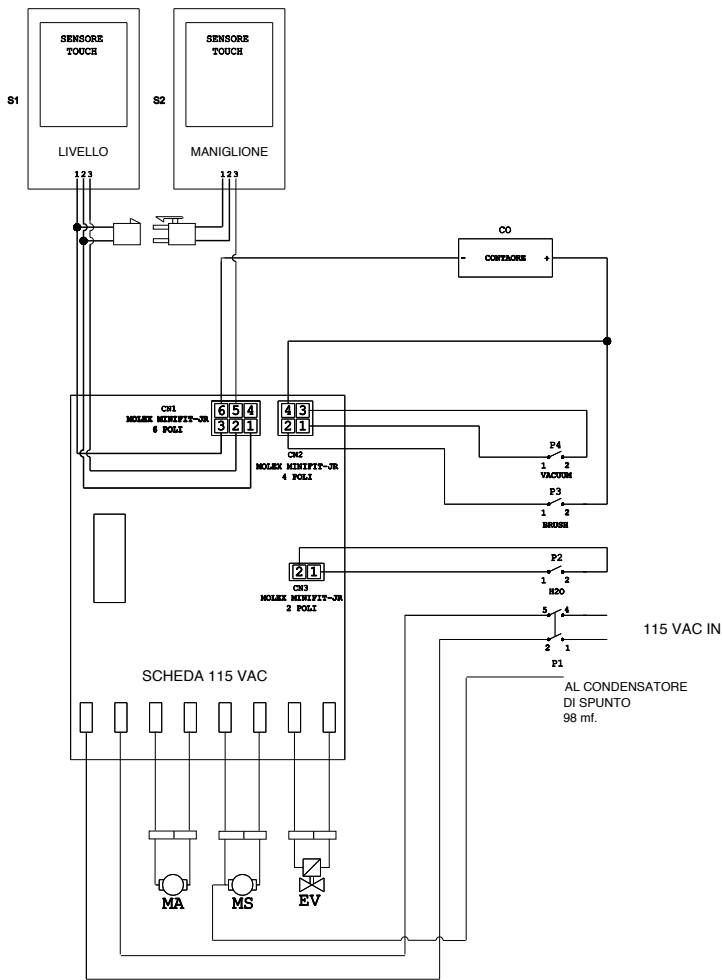 SENSORE
TOUCH
SENSORE
TOUCH
S1
S2
LIVELLO
MANIGLIONE
1 2 3
1 2 3
CO
- CONTAORE +
CN1
MOLEX MINIFIT-JR
6 POLI
6 5 4
3 2 1
4 3
2 1
CN2
MOLEX MINIFIT-JR
4 POLI
P4
1 2
VACUUM
P3
1 2
BRUSH
2 1
CN3
MOLEX MINIFIT-JR
2 POLI
P2
1 2
H2O
5 4
2 1
P1
115 VAC IN
SCHEDA 115 VAC
AL CONDENSATORE
DI SPUNTO
98 mf.
MA
MS
EV